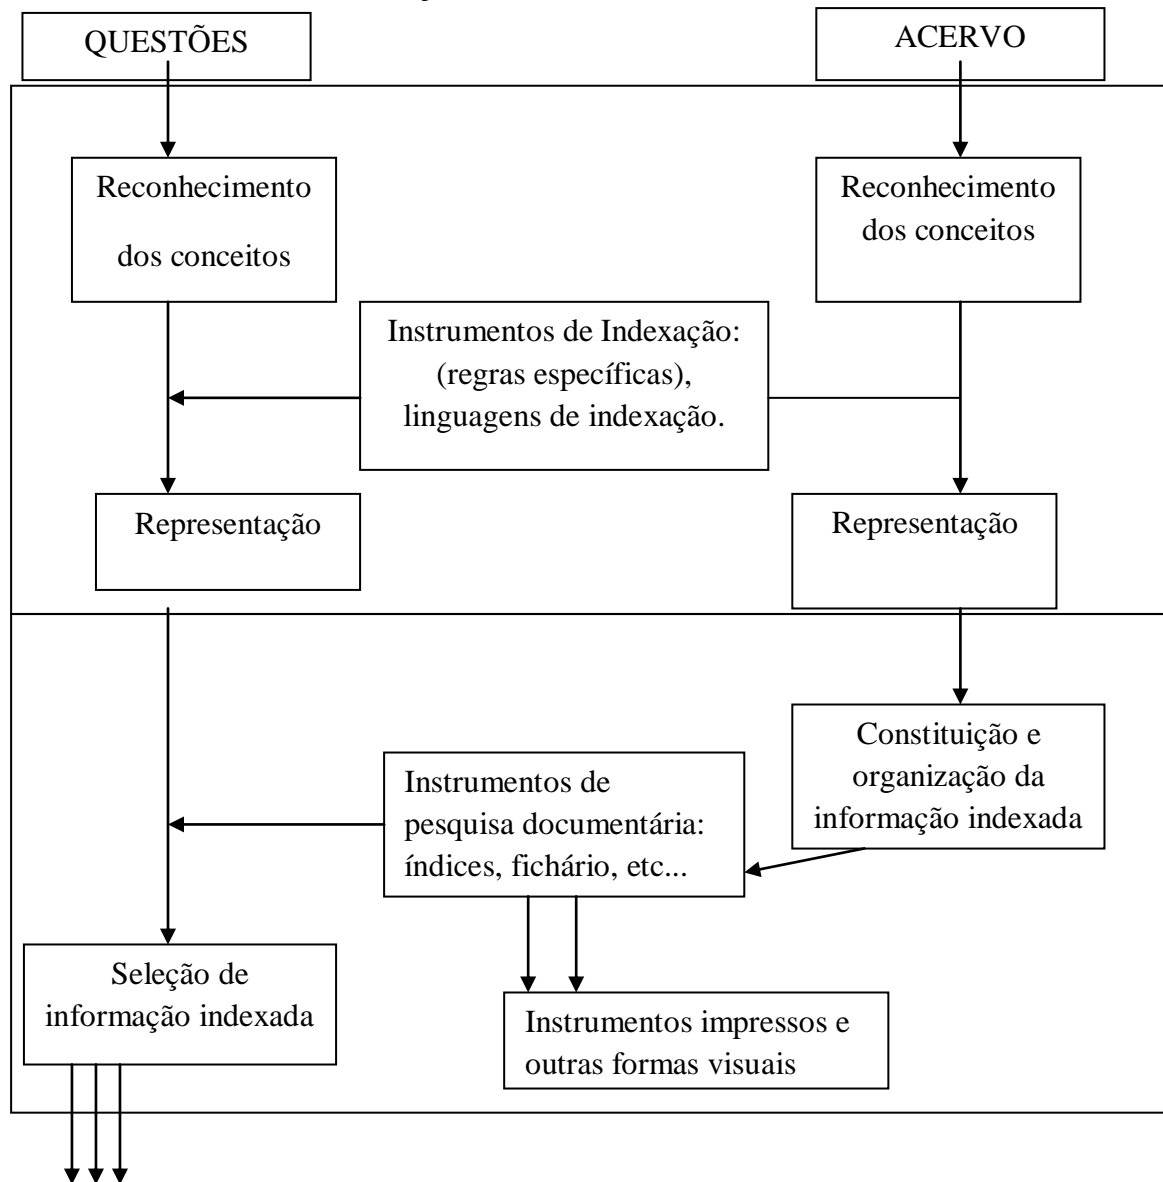 QUESTÕES
ACERVO
Reconhecimento
dos conceitos
Reconhecimento
dos conceitos
Instrumentos de Indexação:
(regras específicas),
linguagens de indexação.
Representação
Representação
Constituição e
organização da
informação indexada
Instrumentos de
pesquisa documentária:
índices, fichário, etc...
Seleção de
informação indexada
Instrumentos impressos e
outras formas visuais